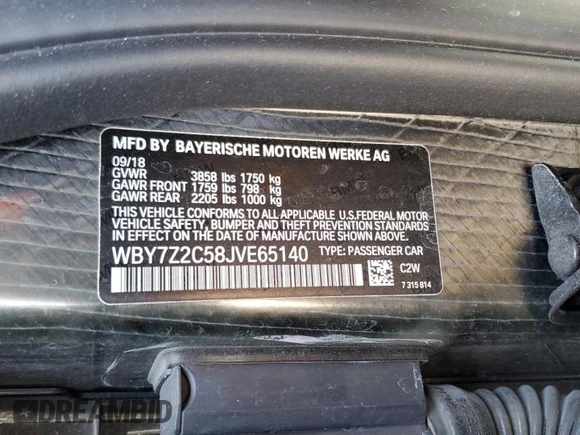 MFD BY BAYERISCHE MOTOREN WERKE AG
09/18
GVWR 3858 lbs 1750 kg
GAWR FRONT 1759 lbs 798 kg
GAWR REAR 2205 lbs 1000 kg
THIS VEHICLE CONFORMS TO ALL APPLICABLE U.S.FEDERAL MOTOR
VEHICLE SAFETY, BUMPER AND THEFT PREVENTION STANDARDS
IN EFFECT ON THE DATE OF MANUFACTURE SHOWN ABOVE.
WBY7Z2C58JVE65140 TYPE: PASSENGER CAR
C2W
7 315 814
DREAMBID